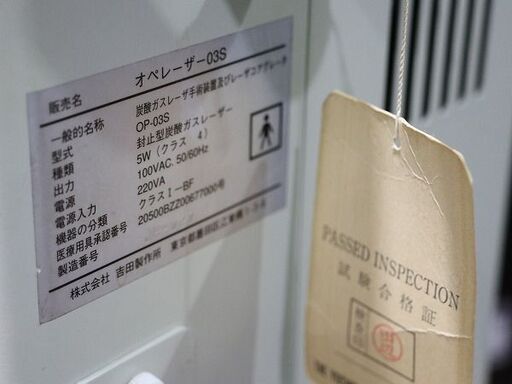 販売名 オペレーザー03S
一般的名称 炭酸ガスレーザ手術装置及びレーザコアグレータ
型式 OP-03S
種類 封止型炭酸ガスレーザー
出力 5W(クラス 4)
電源 100VAC. 50/60Hz
電源入力 220VA
機器の分類 クラスⅠ-BF
医療用具承認番号 20500BZZ00677000号
製造番号
株式会社 吉田製作所 東京都墨田区江東橋1-3-6
PASSED INSPECTION
試験合格証
検査印